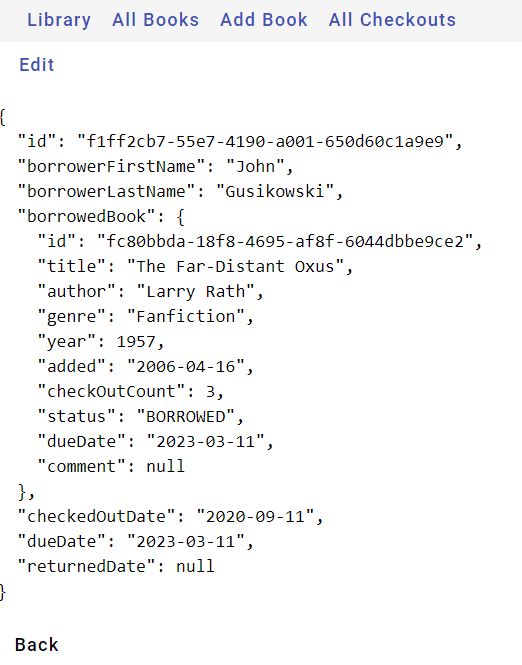 Library All Books Add Book All Checkouts
Edit
{
  "id": "f1ff2cb7-55e7-4190-a001-650d60c1a9e9",
  "borrowerFirstName": "John",
  "borrowerLastName": "Gusikowski",
  "borrowedBook": {
    "id": "fc80bbda-18f8-4695-af8f-6044dbbe9ce2",
    "title": "The Far-Distant Oxus",
    "author": "Larry Rath",
    "genre": "Fanfiction",
    "year": 1957,
    "added": "2006-04-16",
    "checkOutCount": 3,
    "status": "BORROWED",
    "dueDate": "2023-03-11",
    "comment": null
  },
  "checkedOutDate": "2020-09-11",
  "dueDate": "2023-03-11",
  "returnedDate": null
}
Back